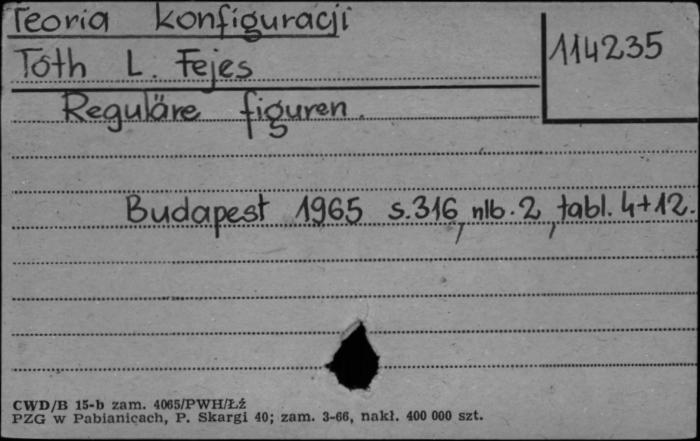 Teoria konfiguracji
114235
Tóth L. Fejes
Reguläre figuren.
Budapest 1965 s.316, nlb.2, tabl. 4+12.
CWD/B 15-b zam. 4065/PWH/Łź
PZG w Pabianicach, P. Skargi 40; zam. 3-66, nakł. 400 000 szt.